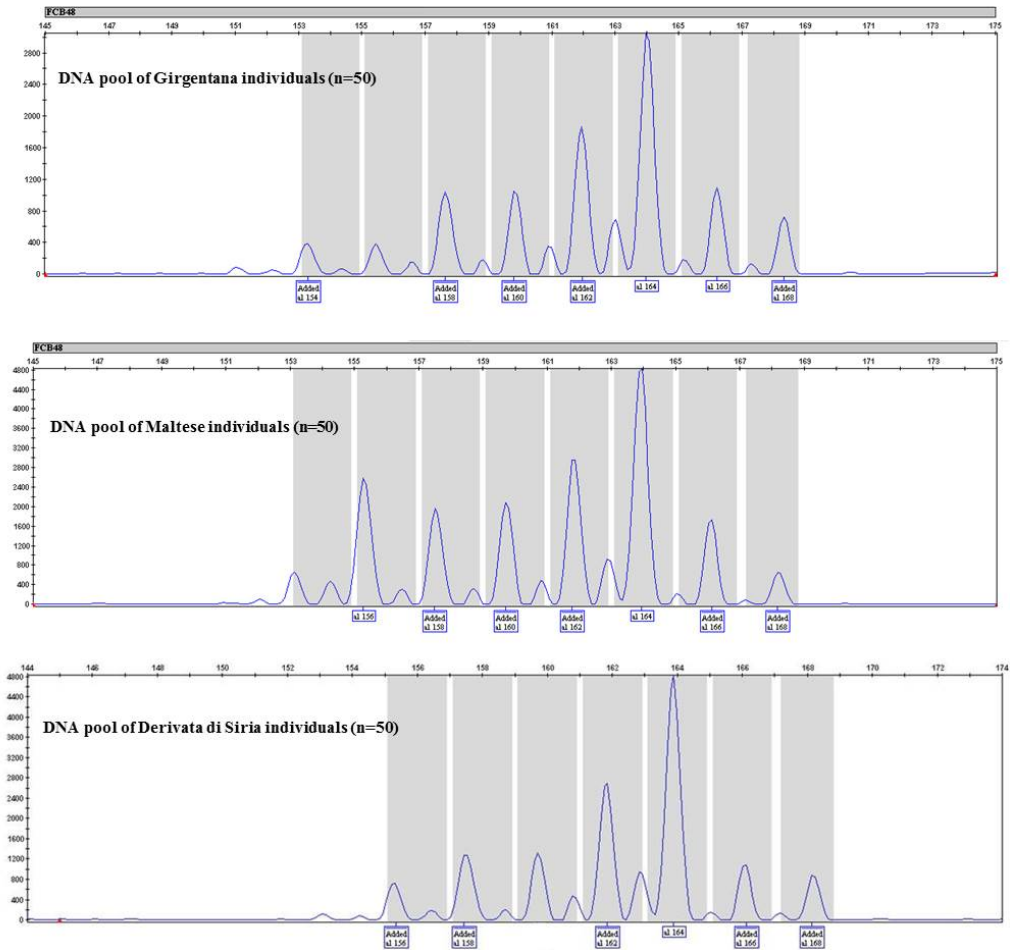 FCB48
145 147 149 151 153 155 157 159 161 163 165 167 169 171 173 175
2800
2400
2000
1600
1200
800
400
0
DNA pool of Girgentana individuals (n=50)
Added Added Added Added al 164 al 166 Added
al 154 al 158 al 160 al 162 al 168
FCB48
145 147 149 151 153 155 157 159 161 163 165 167 169 171 173 175
4800
4400
4000
3600
3200
2800
2400
2000
1600
1200
800
400
0
DNA pool of Maltese individuals (n=50)
al 156 Added Added Added al 164 Added Added
al 158 al 160 al 162 al 166 al 168
144 146 148 150 152 154 156 158 160 162 164 166 168 170 172 174
4800
4400
4000
3600
3200
2800
2400
2000
1600
1200
800
400
0
DNA pool of Derivata di Siria individuals (n=50)
Added Added Added al 164 Added Added
al 156 al 158 al 162 al 166 al 168